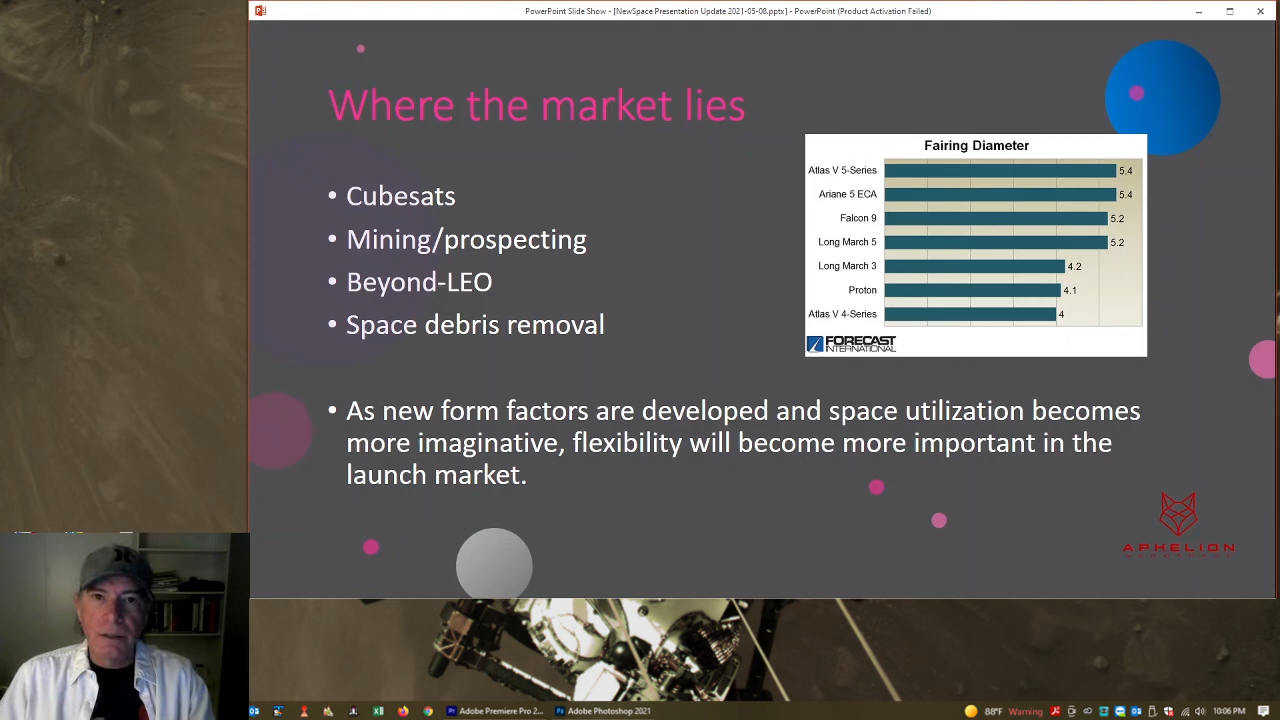 PowerPoint Slide Show - [NewSpace Presentation Update 2021-05-08.pptx] - PowerPoint (Product Activation Failed)
Where the market lies
• Cubesats
• Mining/prospecting
• Beyond-LEO
• Space debris removal
Fairing Diameter
Atlas V 5-Series 5.4
Ariane 5 ECA 5.4
Falcon 9 5.2
Long March 5 5.2
Long March 3 4.2
Proton 4.1
Atlas V 4-Series 4
FORECAST
INTERNATIONAL
• As new form factors are developed and space utilization becomes
more imaginative, flexibility will become more important in the
launch market.
APHELION
Adobe Premiere Pro 2...
Adobe Photoshop 2021
88°F Warning
10:06 PM